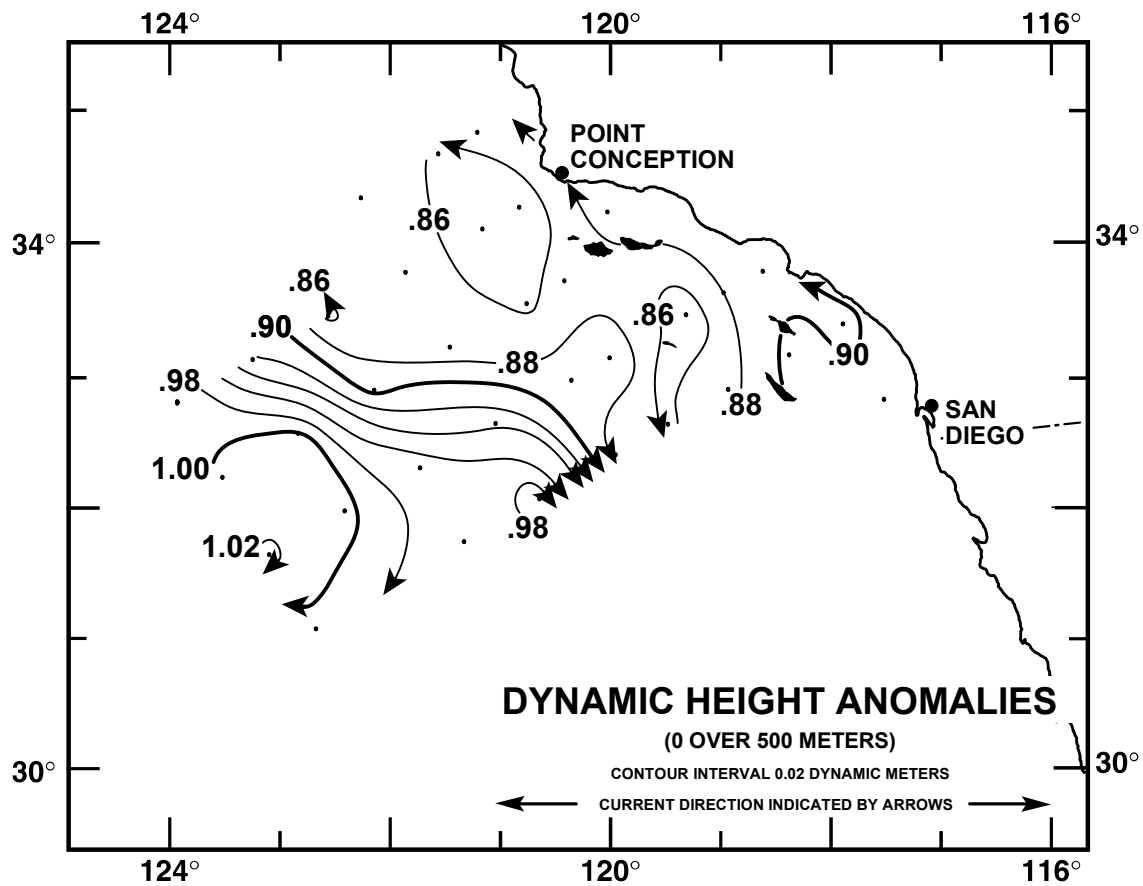 124° 120° 116°
POINT
CONCEPTION
.86
34° 34°
.86
.90
.86
.88
.90
.98
.88
SAN
DIEGO
1.00
.98
1.02
DYNAMIC HEIGHT ANOMALIES
(0 OVER 500 METERS)
30° 30°
CONTOUR INTERVAL 0.02 DYNAMIC METERS
CURRENT DIRECTION INDICATED BY ARROWS
124° 120° 116°